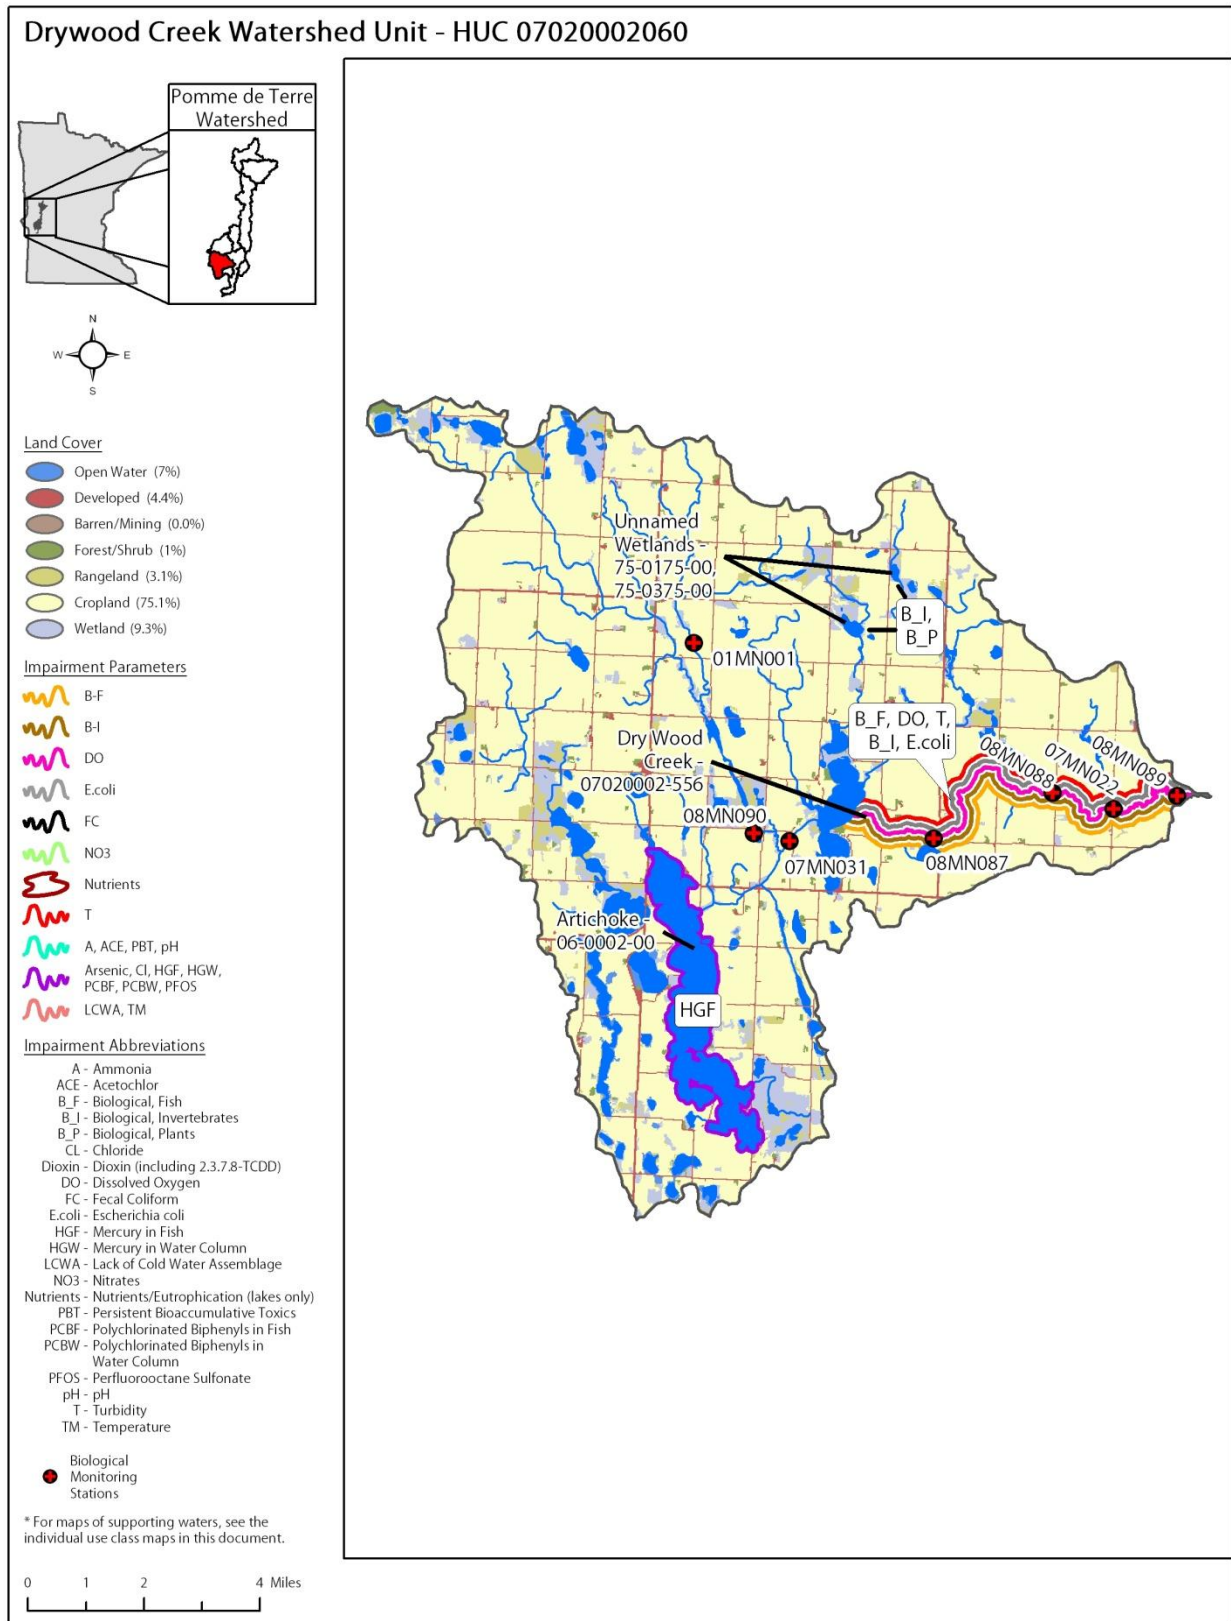 Drywood Creek Watershed Unit - HUC 07020002060
Pomme de Terre
Watershed
N
W
E
S
Land Cover
Open Water (7%)
Developed (4.4%)
Barren/Mining (0.0%)
Forest/Shrub (1%)
Rangeland (3.1%)
Cropland (75.1%)
Wetland (9.3%)
Impairment Parameters
B-F
B-I
DO
E.coli
FC
NO3
Nutrients
T
A, ACE, PBT, pH
Arsenic, Cl, HGF, HGW,
PCBF, PCBW, PFOS
LCWA, TM
Impairment Abbreviations
A - Ammonia
ACE - Acetochlor
B_F - Biological, Fish
B_I - Biological, Invertebrates
B_P - Biological, Plants
CL - Chloride
Dioxin - Dioxin (including 2.3.7.8-TCDD)
DO - Dissolved Oxygen
FC - Fecal Coliform
E.coli - Escherichia coli
HGF - Mercury in Fish
HGW - Mercury in Water Column
LCWA - Lack of Cold Water Assemblage
NO3 - Nitrates
Nutrients - Nutrients/Eutrophication (lakes only)
PBT - Persistent Bioaccumulative Toxics
PCBF - Polychlorinated Biphenyls in Fish
PCBW - Polychlorinated Biphenyls in
Water Column
PFOS - Perfluorooctane Sulfonate
pH - pH
T - Turbidity
TM - Temperature
Biological
Monitoring
Stations
* For maps of supporting waters, see the
individual use class maps in this document.
0 1 2 4 Miles
Unnamed
Wetlands -
75-0175-00,
75-0375-00
B_I,
B_P
01MN001
B_F, DO, T,
B_I, E.coli
Dry Wood
Creek -
07020002-556
08MN088
07MN022
08MN089
08MN090
07MN031
08MN087
Artichoke -
06-0002-00
HGF